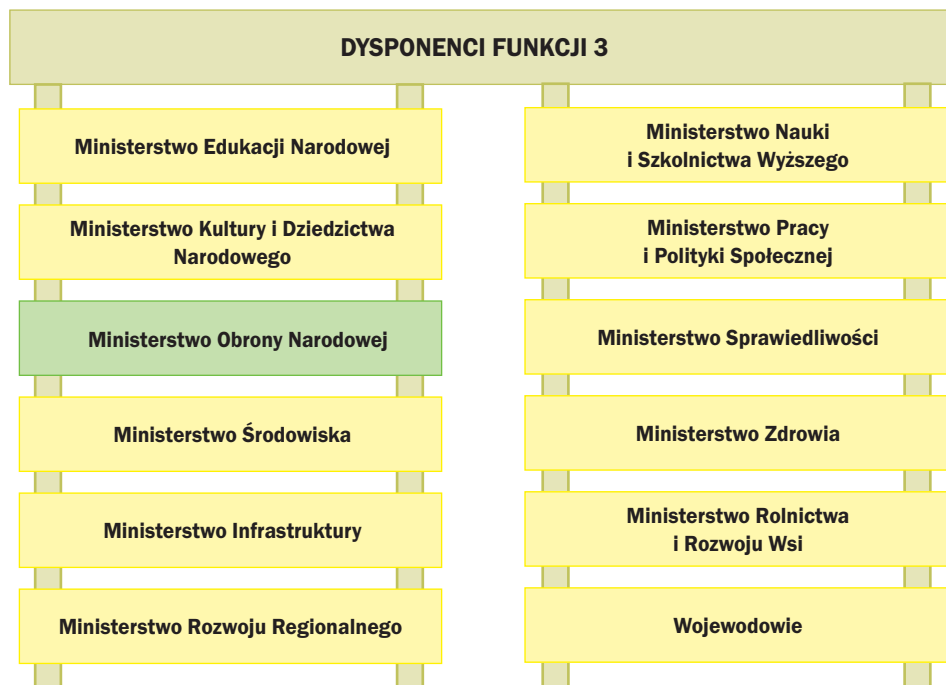 DYSPONENCI FUNKCJI 3
Ministerstwo Edukacji Narodowej
Ministerstwo Kultury i Dziedzictwa
Narodowego
Ministerstwo Obrony Narodowej
Ministerstwo Środowiska
Ministerstwo Infrastruktury
Ministerstwo Rozwoju Regionalnego
Ministerstwo Nauki
i Szkolnictwa Wyższego
Ministerstwo Pracy
i Polityki Społecznej
Ministerstwo Sprawiedliwości
Ministerstwo Zdrowia
Ministerstwo Rolnictwa
i Rozwoju Wsi
Wojewodowie